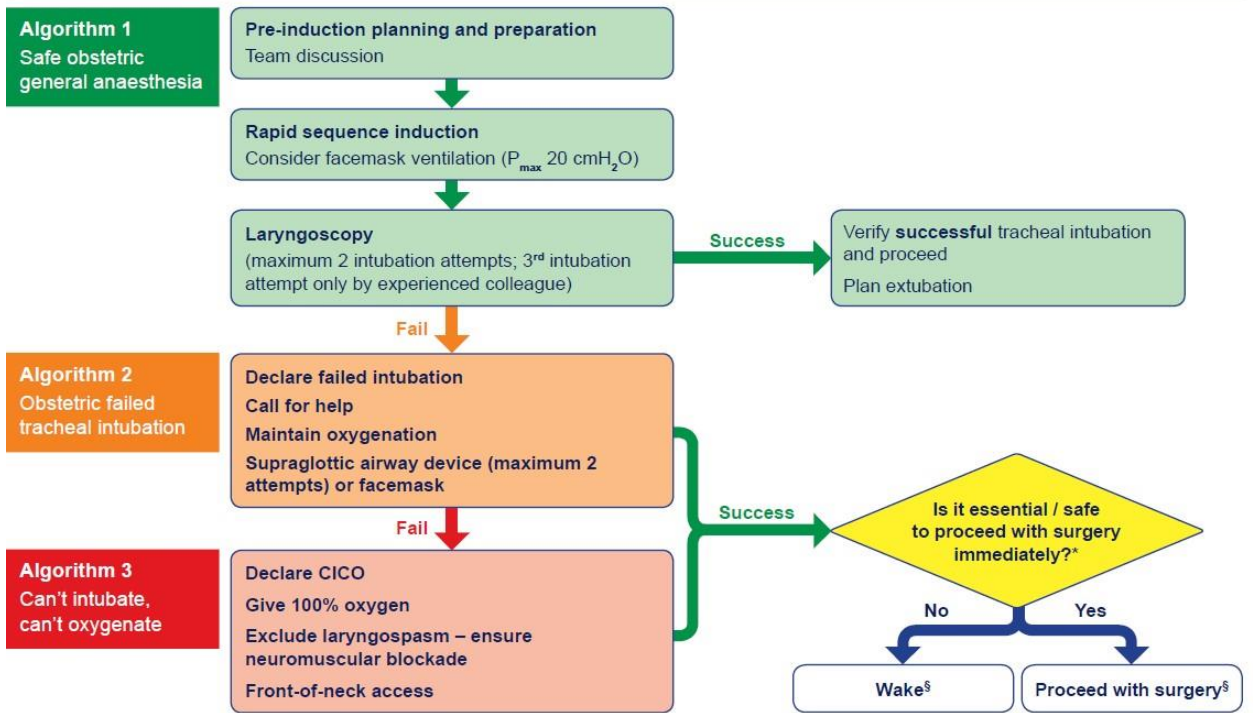 Algorithm 1
Safe obstetric
general anaesthesia
Pre-induction planning and preparation
Team discussion
Rapid sequence induction
Consider facemask ventilation (Pmax 20 cmH2O)
Laryngoscopy
(maximum 2 intubation attempts; 3rd intubation
attempt only by experienced colleague)
Success
Verify successful tracheal intubation
and proceed
Plan extubation
Fail
Algorithm 2
Obstetric failed
tracheal intubation
Declare failed intubation
Call for help
Maintain oxygenation
Supraglottic airway device (maximum 2
attempts) or facemask
Success
Is it essential / safe
to proceed with surgery
immediately?*
Fail
Algorithm 3
Can't intubate,
can't oxygenate
Declare CICO
Give 100% oxygen
Exclude laryngospasm – ensure
neuromuscular blockade
Front-of-neck access
No
Yes
Wake§
Proceed with surgery§